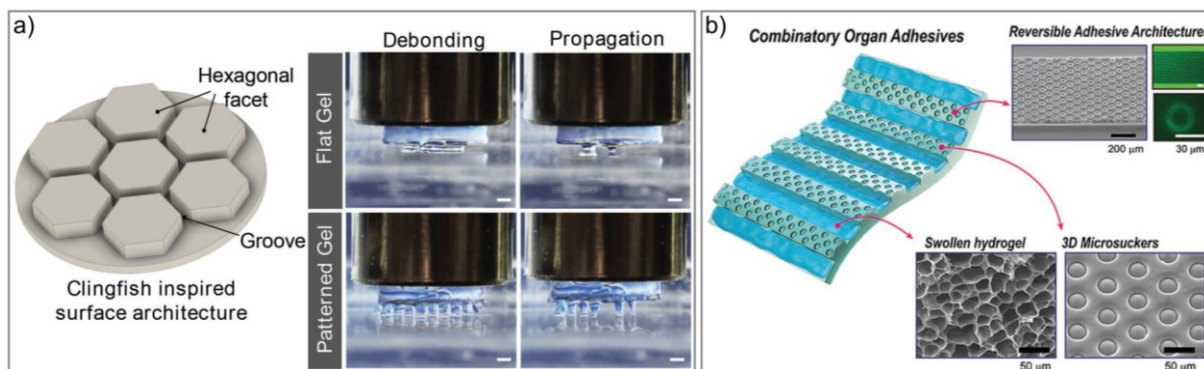 a)
Hexagonal
facet
Groove
Clingfish inspired
surface architecture
Debonding
Propagation
Flat Gel
Patterned Gel
b)
Combinatory Organ Adhesives
Reversible Adhesive Architecture
200 μm
30 μm
Swollen hydrogel
3D Microsuckers
50 μm
50 μm